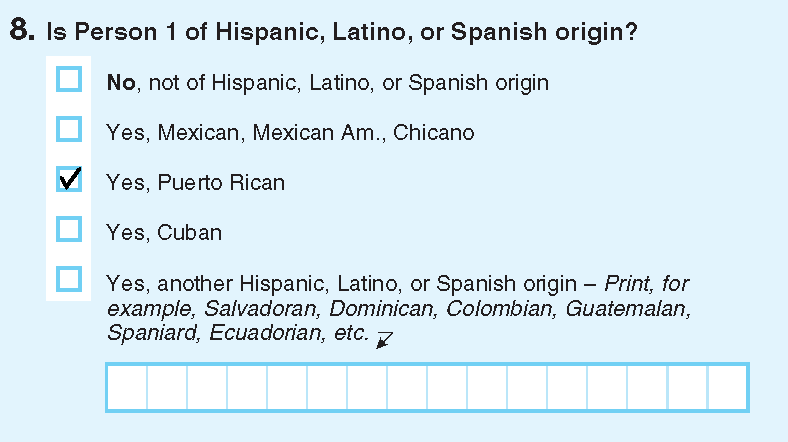 8. Is Person 1 of Hispanic, Latino, or Spanish origin?
No, not of Hispanic, Latino, or Spanish origin
Yes, Mexican, Mexican Am., Chicano
Yes, Puerto Rican
Yes, Cuban
Yes, another Hispanic, Latino, or Spanish origin – Print, for
example, Salvadoran, Dominican, Colombian, Guatemalan,
Spaniard, Ecuadorian, etc.